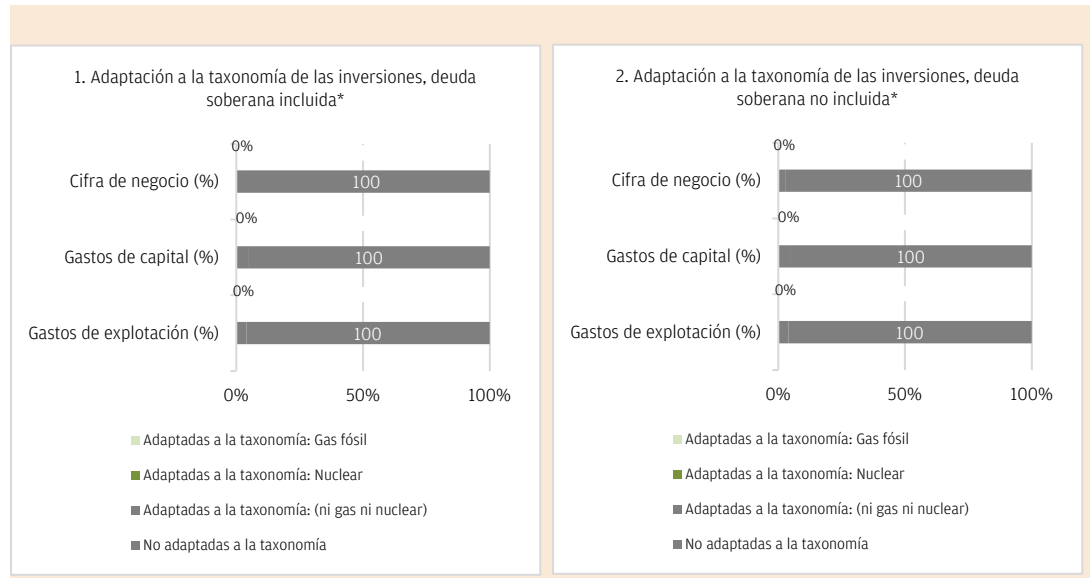 1. Adaptación a la taxonomía de las inversiones, deuda
soberana incluida*
0%
Cifra de negocio (%)
100
0%
Gastos de capital (%)
100
0%
Gastos de explotación (%)
100
0%
50%
100%
Adaptadas a la taxonomía: Gas fósil
Adaptadas a la taxonomía: Nuclear
Adaptadas a la taxonomía: (ni gas ni nuclear)
No adaptadas a la taxonomía
2. Adaptación a la taxonomía de las inversiones, deuda
soberana no incluida*
0%
Cifra de negocio (%)
100
0%
Gastos de capital (%)
100
0%
Gastos de explotación (%)
100
0%
50%
100%
Adaptadas a la taxonomía: Gas fósil
Adaptadas a la taxonomía: Nuclear
Adaptadas a la taxonomía: (ni gas ni nuclear)
No adaptadas a la taxonomía